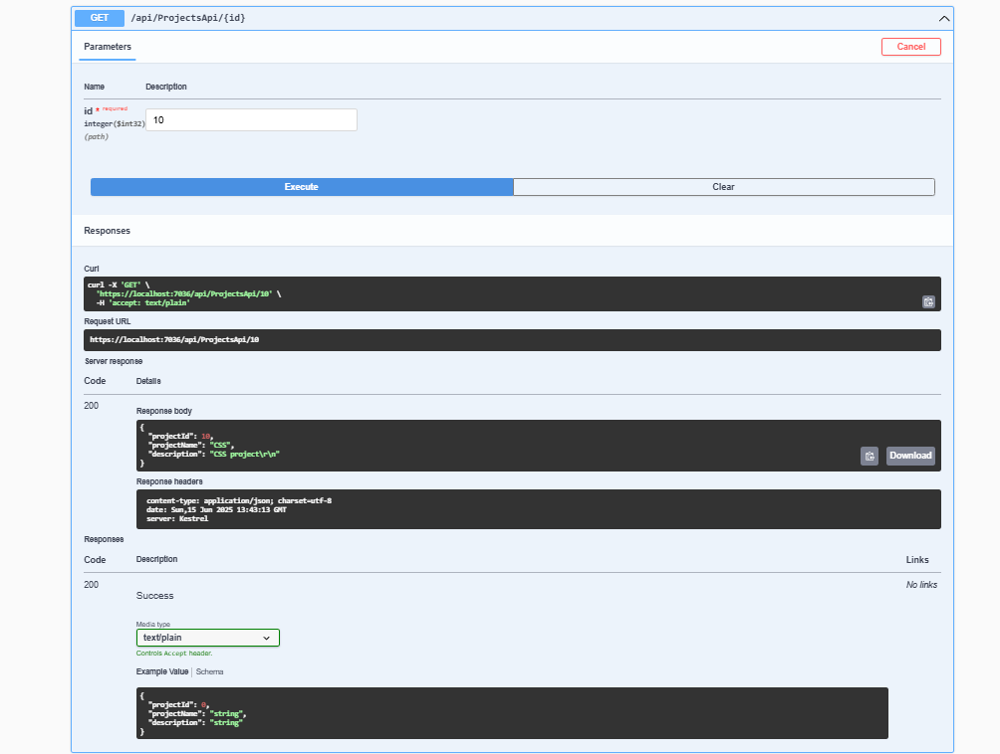 GET /api/ProjectsApi/{id}
Parameters
Cancel
Name Description
id * required
integer($int32)
(path)
10
Execute
Clear
Responses
Curl
curl -X 'GET' \
'https://localhost:7036/api/ProjectsApi/10' \
-H 'accept: text/plain'
Request URL
https://localhost:7036/api/ProjectsApi/10
Server response
Code Details
200
Response body
{
"projectId": 10,
"projectName": "CSS",
"description": "CSS project\r\n"
}
Download
Response headers
content-type: application/json; charset=utf-8
date: Sun,15 Jun 2025 13:43:13 GMT
server: Kestrel
Responses
Code Description Links
200
Success
No links
Media type
text/plain
Controls Accept header.
Example Value Schema
{
"projectId": 0,
"projectName": "string",
"description": "string"
}